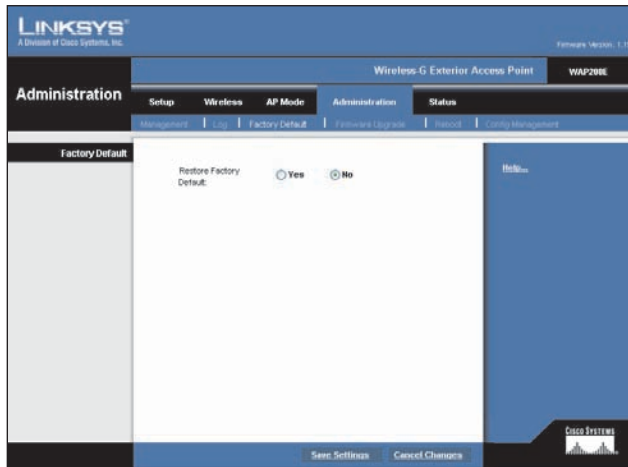 LINKSYS®
A Division of Cisco Systems, Inc.
Firmware Version: 1.1
Wireless-G Exterior Access Point WAP200E
Administration
Setup Wireless AP Mode Administration Status
Management | Log | Factory Default | Firmware Upgrade | Reboot | Config Management
Factory Default
Restore Factory
Default:
Yes No
Help...
Save Settings Cancel Changes
CISCO SYSTEMS